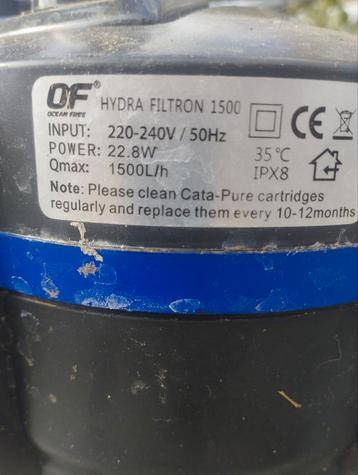 OF®
OCEAN FREE
HYDRA FILTRON 1500
CE
INPUT: 220-240V / 50Hz
POWER: 22.8W
35℃
Qmax: 1500L/h
IPX8
Note: Please clean Cata-Pure cartridges
regularly and replace them every 10-12months